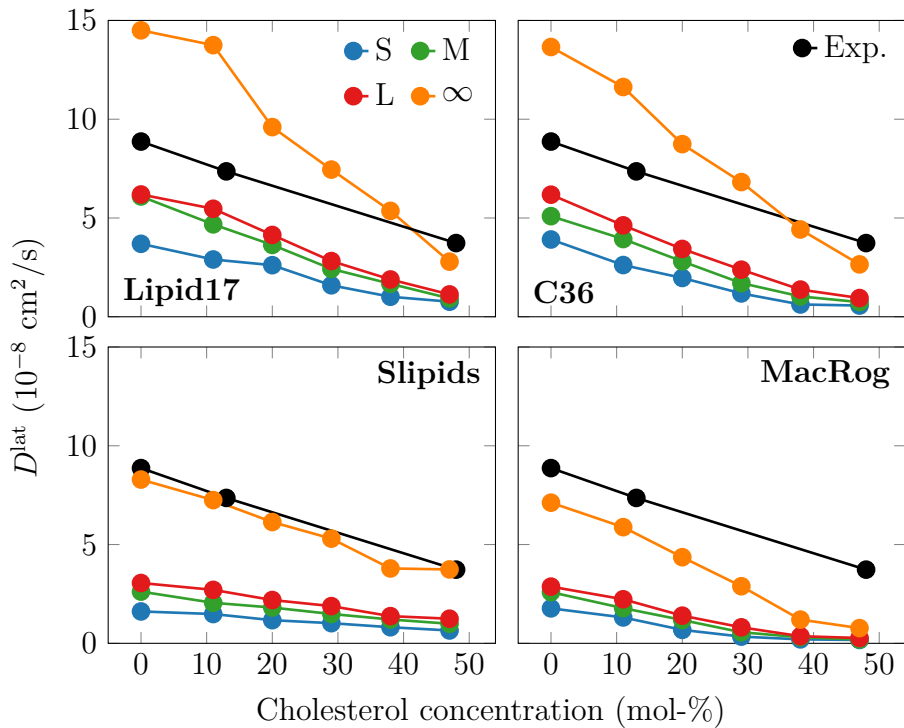 15
10
5
0
S M
L ∞
Lipid17
Exp.
C36
15
10
5
0
Slipids
MacRog
0 10 20 30 40 50
0 10 20 30 40 50
D^lat (10^−8 cm^2/s)
Cholesterol concentration (mol-%)